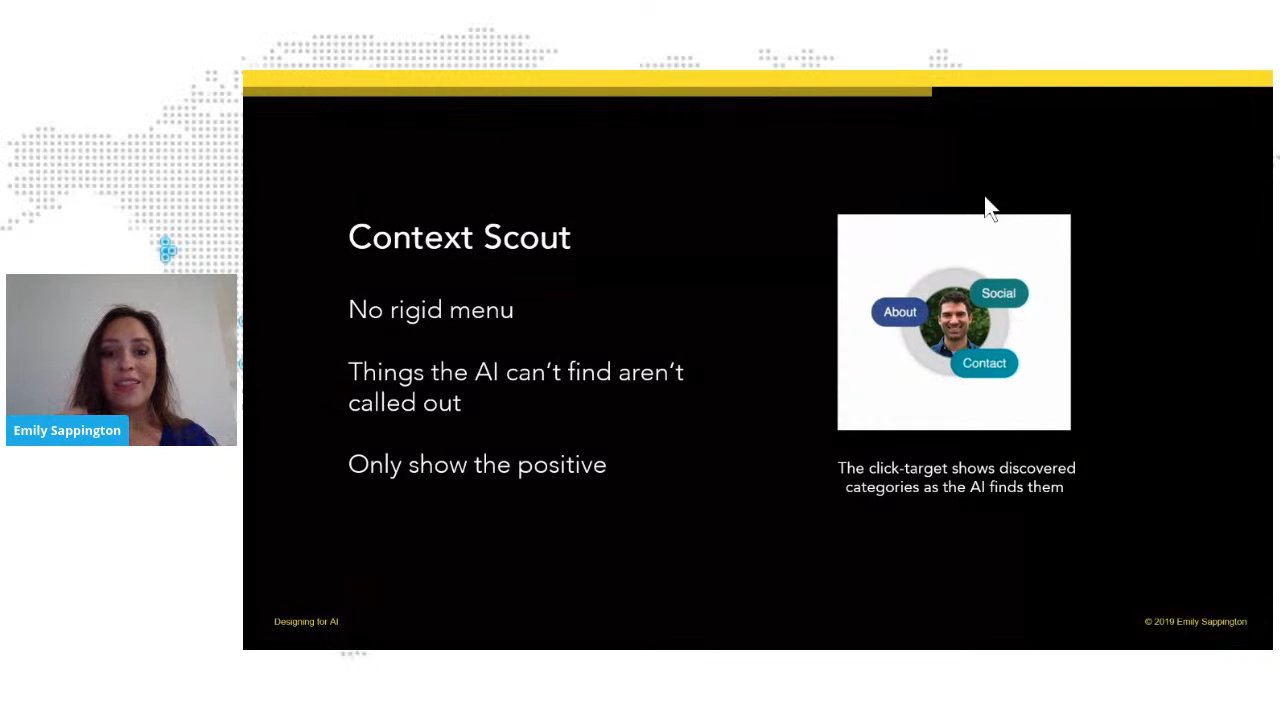 Context Scout
No rigid menu
Things the AI can't find aren't
called out
Only show the positive
About
Social
Contact
The click-target shows discovered
categories as the AI finds them
Emily Sappington
Designing for AI
© 2019 Emily Sappington